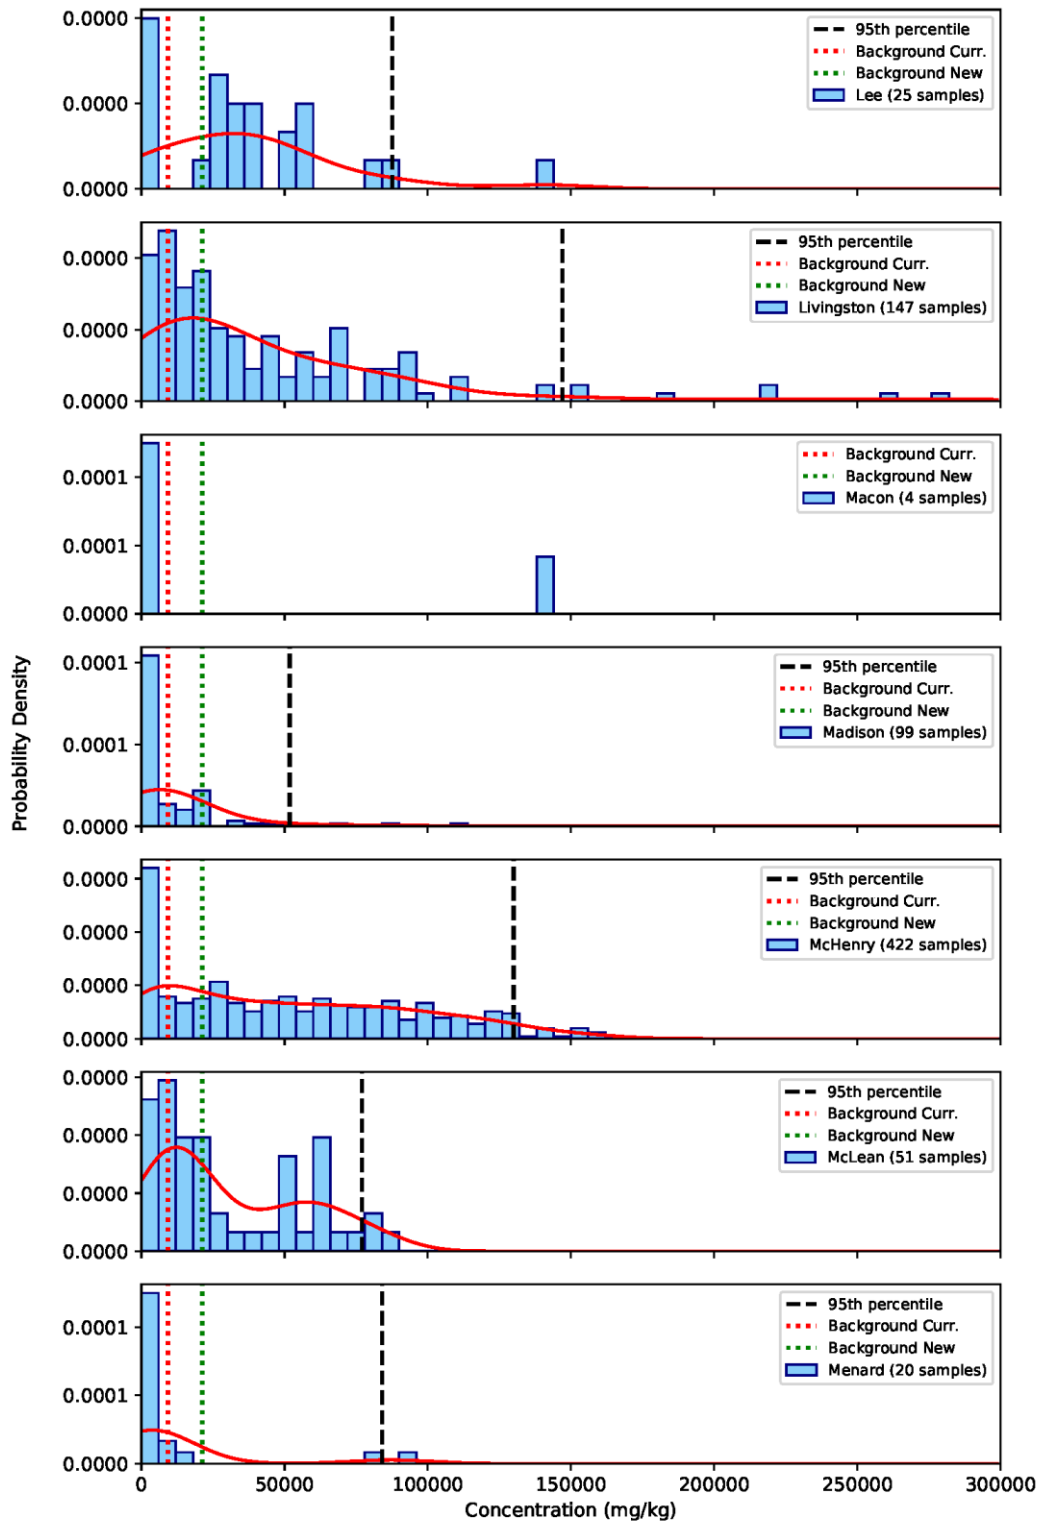 0.0000
0.0000
0.0000
95th percentile
Background Curr.
Background New
Lee (25 samples)
0.0000
0.0000
0.0000
95th percentile
Background Curr.
Background New
Livingston (147 samples)
0.0001
0.0001
0.0000
Background Curr.
Background New
Macon (4 samples)
0.0001
0.0001
0.0000
95th percentile
Background Curr.
Background New
Madison (99 samples)
Probability Density
0.0000
0.0000
0.0000
0.0000
95th percentile
Background Curr.
Background New
McHenry (422 samples)
0.0000
0.0000
0.0000
0.0000
95th percentile
Background Curr.
Background New
McLean (51 samples)
0.0001
0.0001
0.0000
95th percentile
Background Curr.
Background New
Menard (20 samples)
0 50000 100000 150000 200000 250000 300000
Concentration (mg/kg)